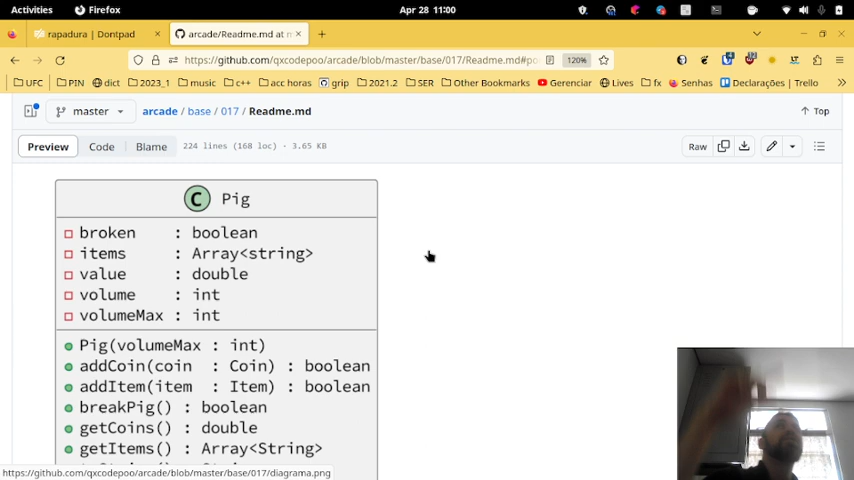 Activities Firefox Apr 28 11:00
rapadura | Dontpad × arcade/Readme.md at m × +
https://github.com/qxcodepoo/arcade/blob/master/base/017/Readme.md#po 120%
UFC PIN dict 2023_1 music c++ acc horas grip 2021.2 SER Other Bookmarks Gerenciar Lives fx Senhas Declarações | Trello
master arcade / base / 017 / Readme.md Top
Preview Code Blame 224 lines (168 loc) · 3.65 KB Raw
C Pig
broken : boolean
items : Array<string>
value : double
volume : int
volumeMax : int
Pig(volumeMax : int)
addCoin(coin : Coin) : boolean
addItem(item : Item) : boolean
breakPig() : boolean
getCoins() : double
getItems() : Array<String>
https://github.com/qxcodepoo/arcade/blob/master/base/017/diagrama.png